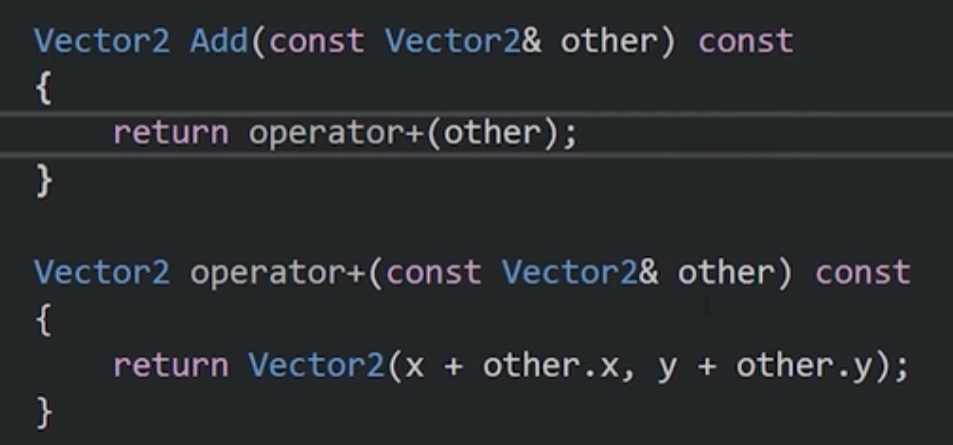 Vector2 Add(const Vector2& other) const
{
    return operator+(other);
}

Vector2 operator+(const Vector2& other) const
{
    return Vector2(x + other.x, y + other.y);
}